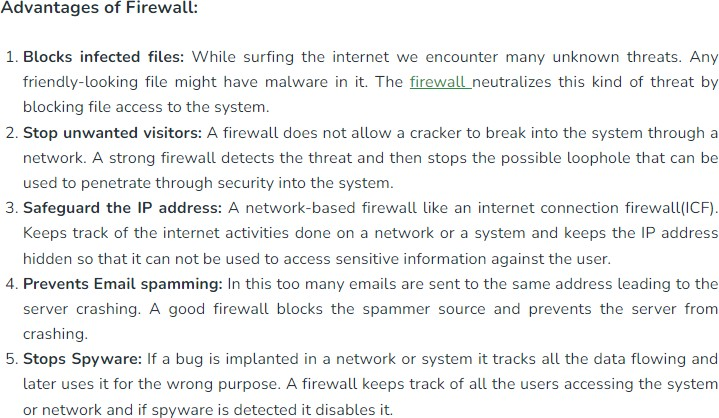 Advantages of Firewall:
1. Blocks infected files: While surfing the internet we encounter many unknown threats. Any
friendly-looking file might have malware in it. The firewall neutralizes this kind of threat by
blocking file access to the system.
2. Stop unwanted visitors: A firewall does not allow a cracker to break into the system through a
network. A strong firewall detects the threat and then stops the possible loophole that can be
used to penetrate through security into the system.
3. Safeguard the IP address: A network-based firewall like an internet connection firewall(ICF).
Keeps track of the internet activities done on a network or a system and keeps the IP address
hidden so that it can not be used to access sensitive information against the user.
4. Prevents Email spamming: In this too many emails are sent to the same address leading to the
server crashing. A good firewall blocks the spammer source and prevents the server from
crashing.
5. Stops Spyware: If a bug is implanted in a network or system it tracks all the data flowing and
later uses it for the wrong purpose. A firewall keeps track of all the users accessing the system
or network and if spyware is detected it disables it.